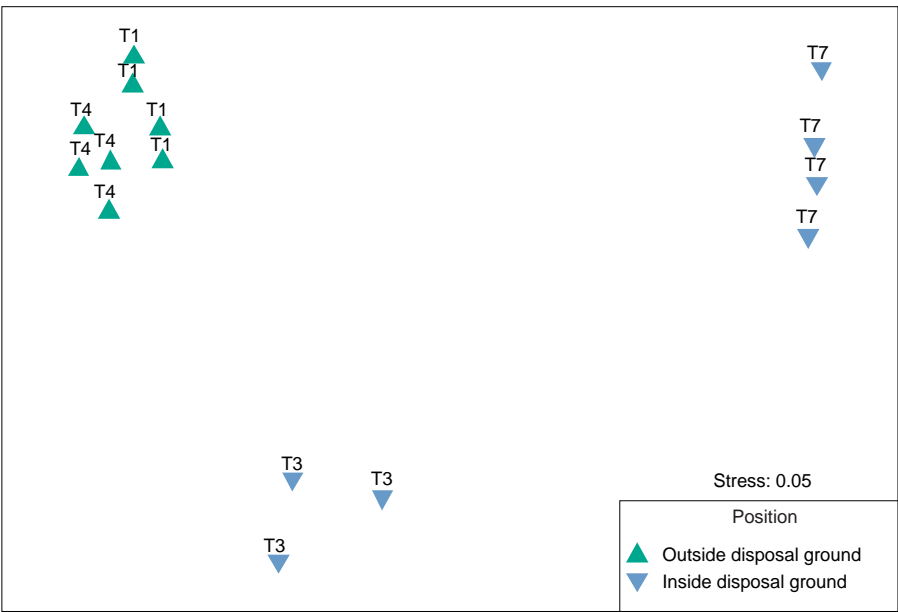 T1
T7
T1
T4
T1
T7
T4
T4
T1
T7
T4
T7
T3
T3
T3
Stress: 0.05
Position
Outside disposal ground
Inside disposal ground